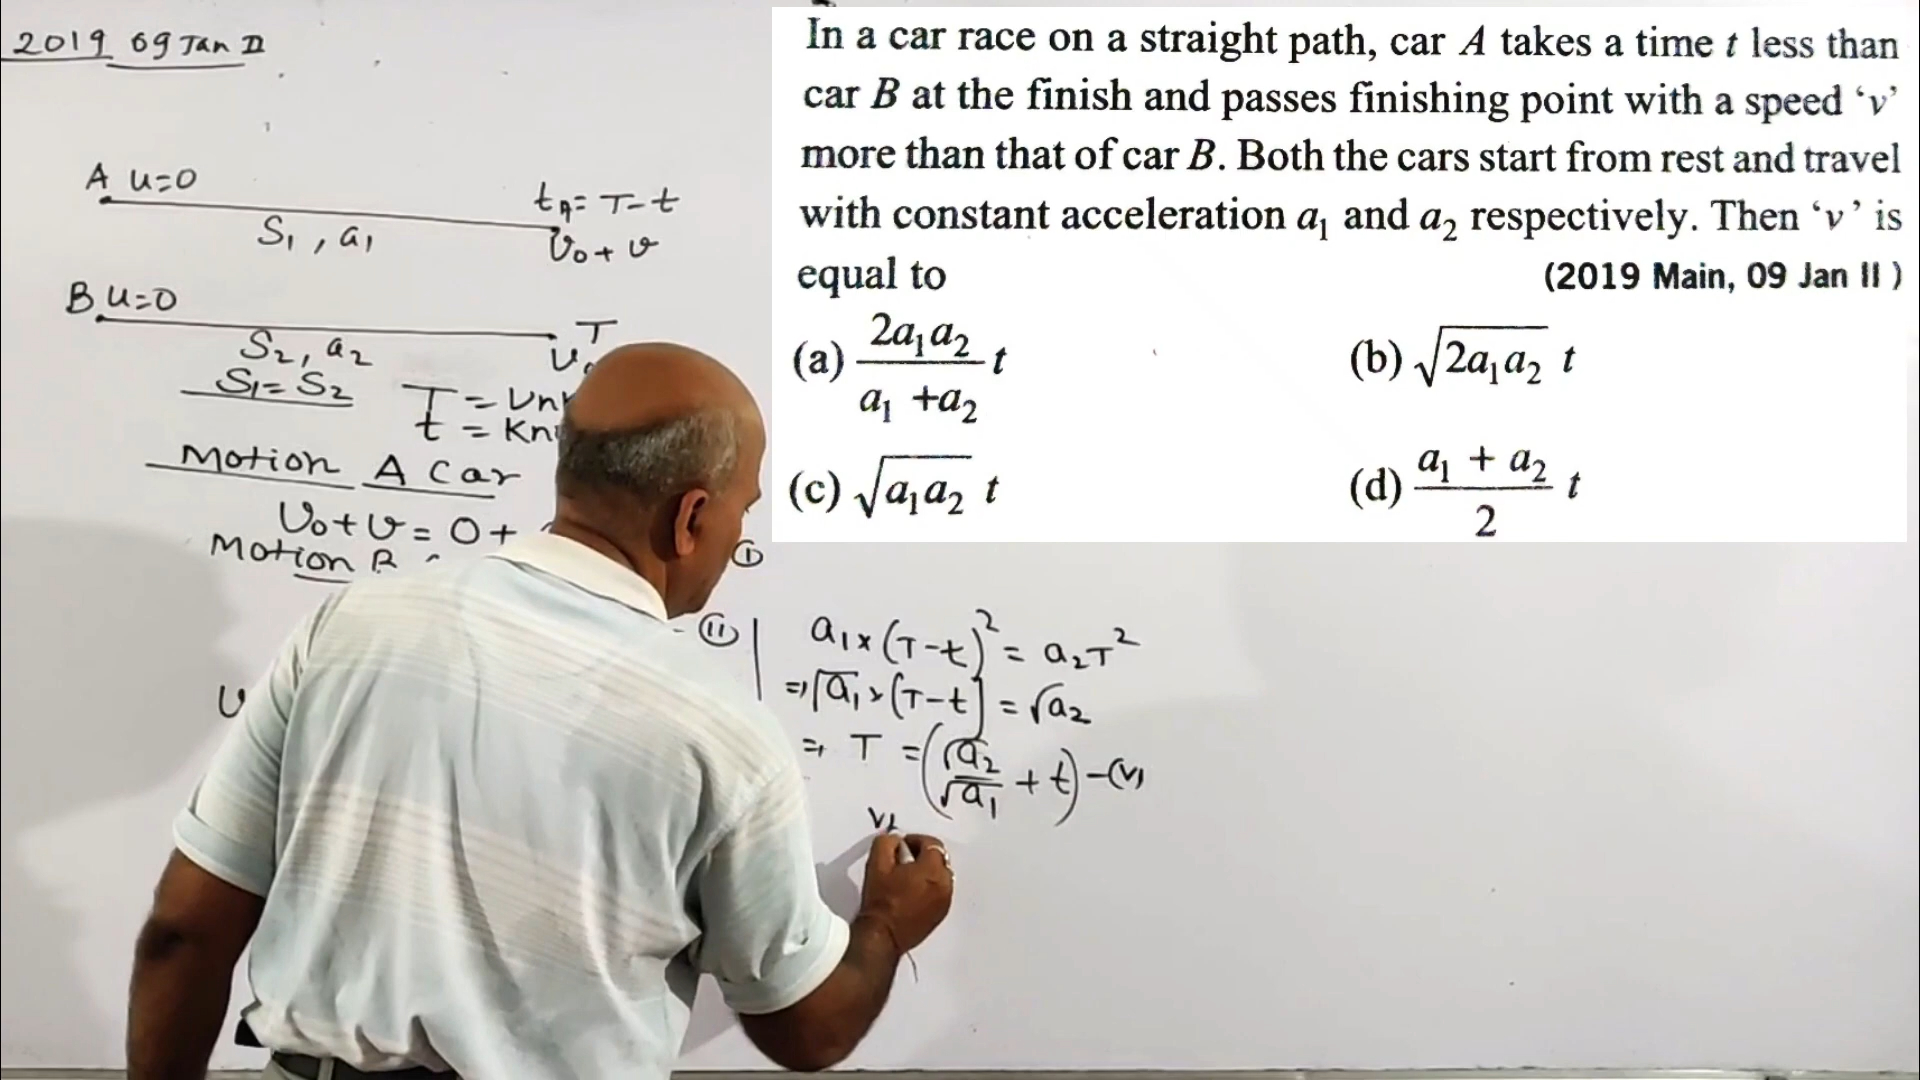 2019 09 Jan II
In a car race on a straight path, car A takes a time t less than
car B at the finish and passes finishing point with a speed ‘v’
more than that of car B. Both the cars start from rest and travel
with constant acceleration a₁ and a₂ respectively. Then ‘v’ is
equal to (2019 Main, 09 Jan II )
(a) 2a₁a₂ / a₁ +a₂ t (b) √2a₁a₂ t
(c) √a₁a₂ t (d) a₁ + a₂ / 2 t
A u=0 t_A= T-t
S₁, a₁ v₀+v
B u=0 T
S₂, a₂
S₁=S₂
T =
t =
Motion A Car
v₀+v = 0+
Motion B
(I)
- (II)
a₁×(T-t)² = a₂T²
⇒ √a₁×(T-t) = √a₂
⇒ T = (√a₂/√a₁ + t) -(V)